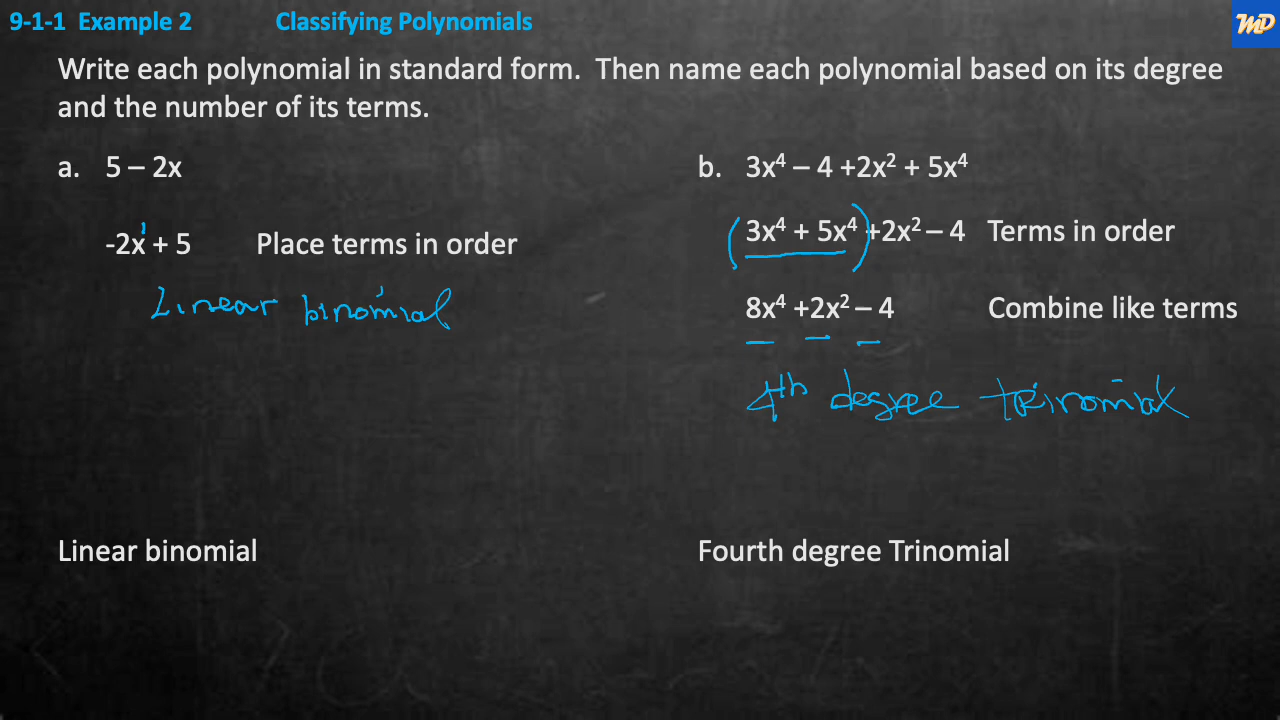 9-1-1 Example 2 Classifying Polynomials
MD
Write each polynomial in standard form. Then name each polynomial based on its degree
and the number of its terms.
a. 5 – 2x
b. 3x⁴ – 4 +2x² + 5x⁴
-2x¹ + 5 Place terms in order
(3x⁴ + 5x⁴) +2x² – 4 Terms in order
Linear binomial
8x⁴ +2x² – 4 Combine like terms
4th degree trinomial
Linear binomial
Fourth degree Trinomial